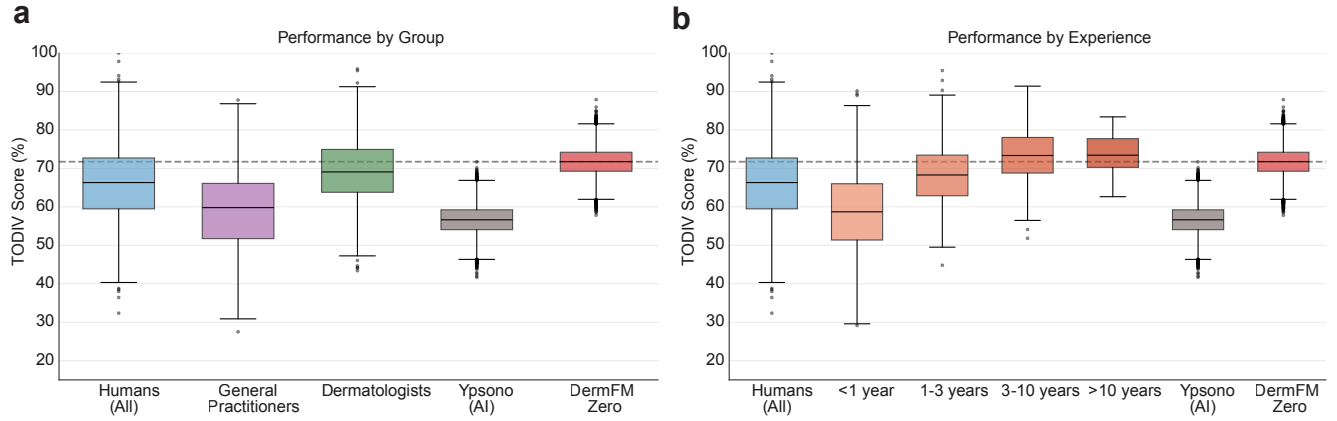 a
Performance by Group
TODIV Score (%)
100
90
80
70
60
50
40
30
20
Humans
(All)
General
Practitioners
Dermatologists
Ypsono
(AI)
DermFM
Zero
b
Performance by Experience
TODIV Score (%)
100
90
80
70
60
50
40
30
20
Humans
(All)
<1 year
1-3 years
3-10 years
>10 years
Ypsono
(AI)
DermFM
Zero